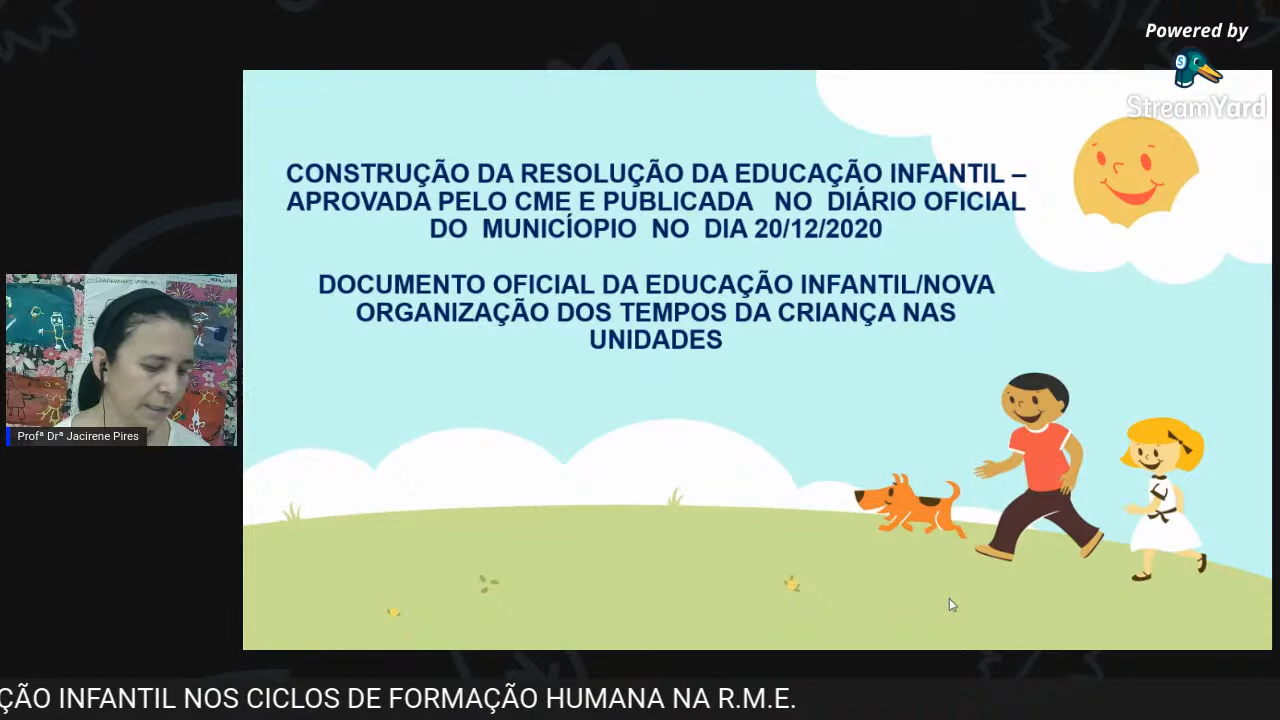 Powered by
StreamYard
CONSTRUÇÃO DA RESOLUÇÃO DA EDUCAÇÃO INFANTIL –
APROVADA PELO CME E PUBLICADA NO DIÁRIO OFICIAL
DO MUNICÍOPIO NO DIA 20/12/2020
DOCUMENTO OFICIAL DA EDUCAÇÃO INFANTIL/NOVA
ORGANIZAÇÃO DOS TEMPOS DA CRIANÇA NAS
UNIDADES
Profª Drª Jacirene Pires
ÇÃO INFANTIL NOS CICLOS DE FORMAÇÃO HUMANA NA R.M.E.